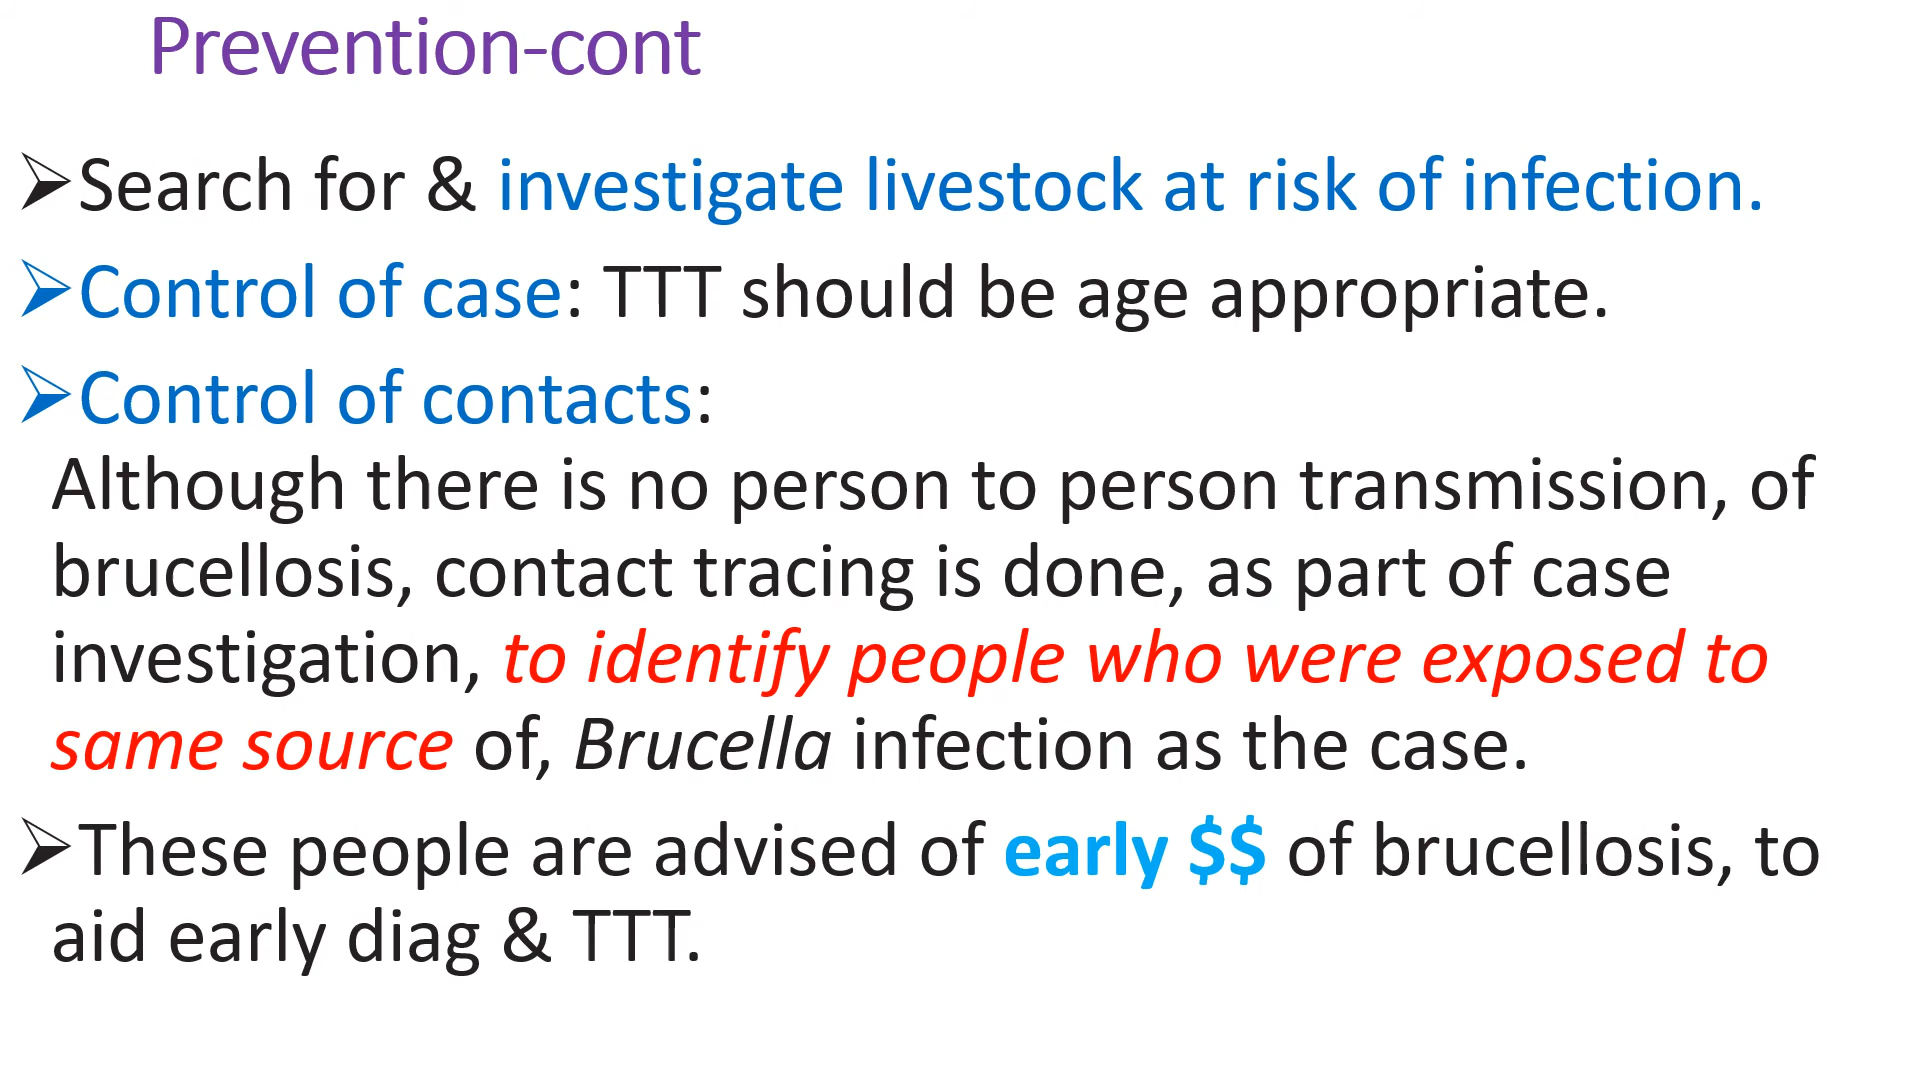 Prevention-cont
➢Search for & investigate livestock at risk of infection.
➢Control of case: TTT should be age appropriate.
➢Control of contacts:
Although there is no person to person transmission, of
brucellosis, contact tracing is done, as part of case
investigation, to identify people who were exposed to
same source of, Brucella infection as the case.
➢These people are advised of early $$ of brucellosis, to
aid early diag & TTT.